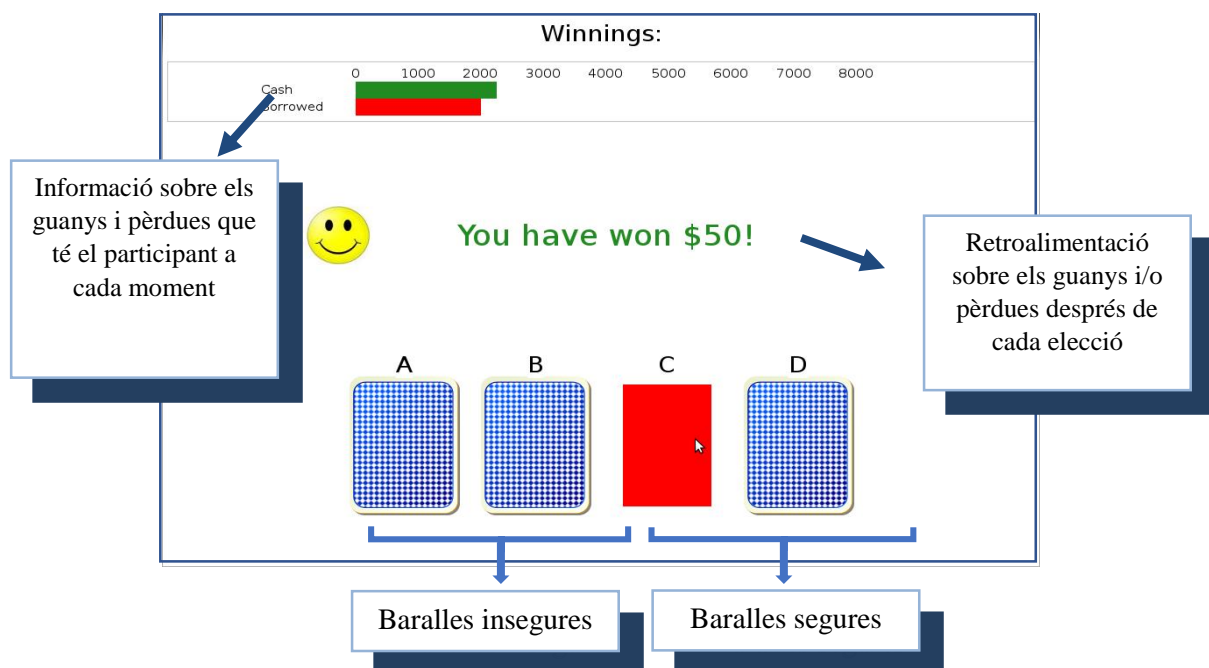 Winnings:
0 1000 2000 3000 4000 5000 6000 7000 8000
Cash
Borrowed
Informació sobre els
guanys i pèrdues que
té el participant a
cada moment
You have won $50!
Retroalimentació
sobre els guanys i/o
pèrdues després de
cada elecció
A B C D
Baralles insegures
Baralles segures